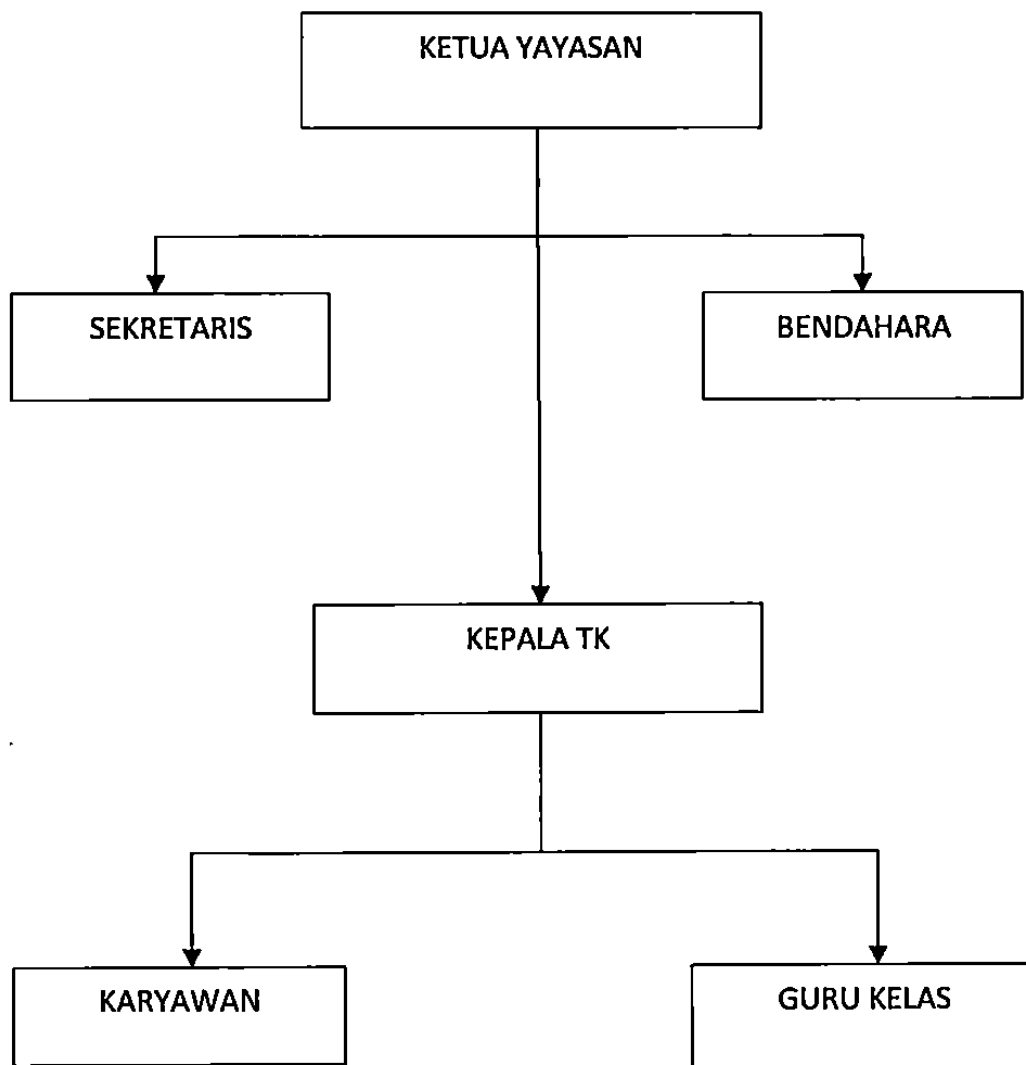 KETUA YAYASAN
SEKRETARIS
BENDAHARA
KEPALA TK
KARYAWAN
GURU KELAS